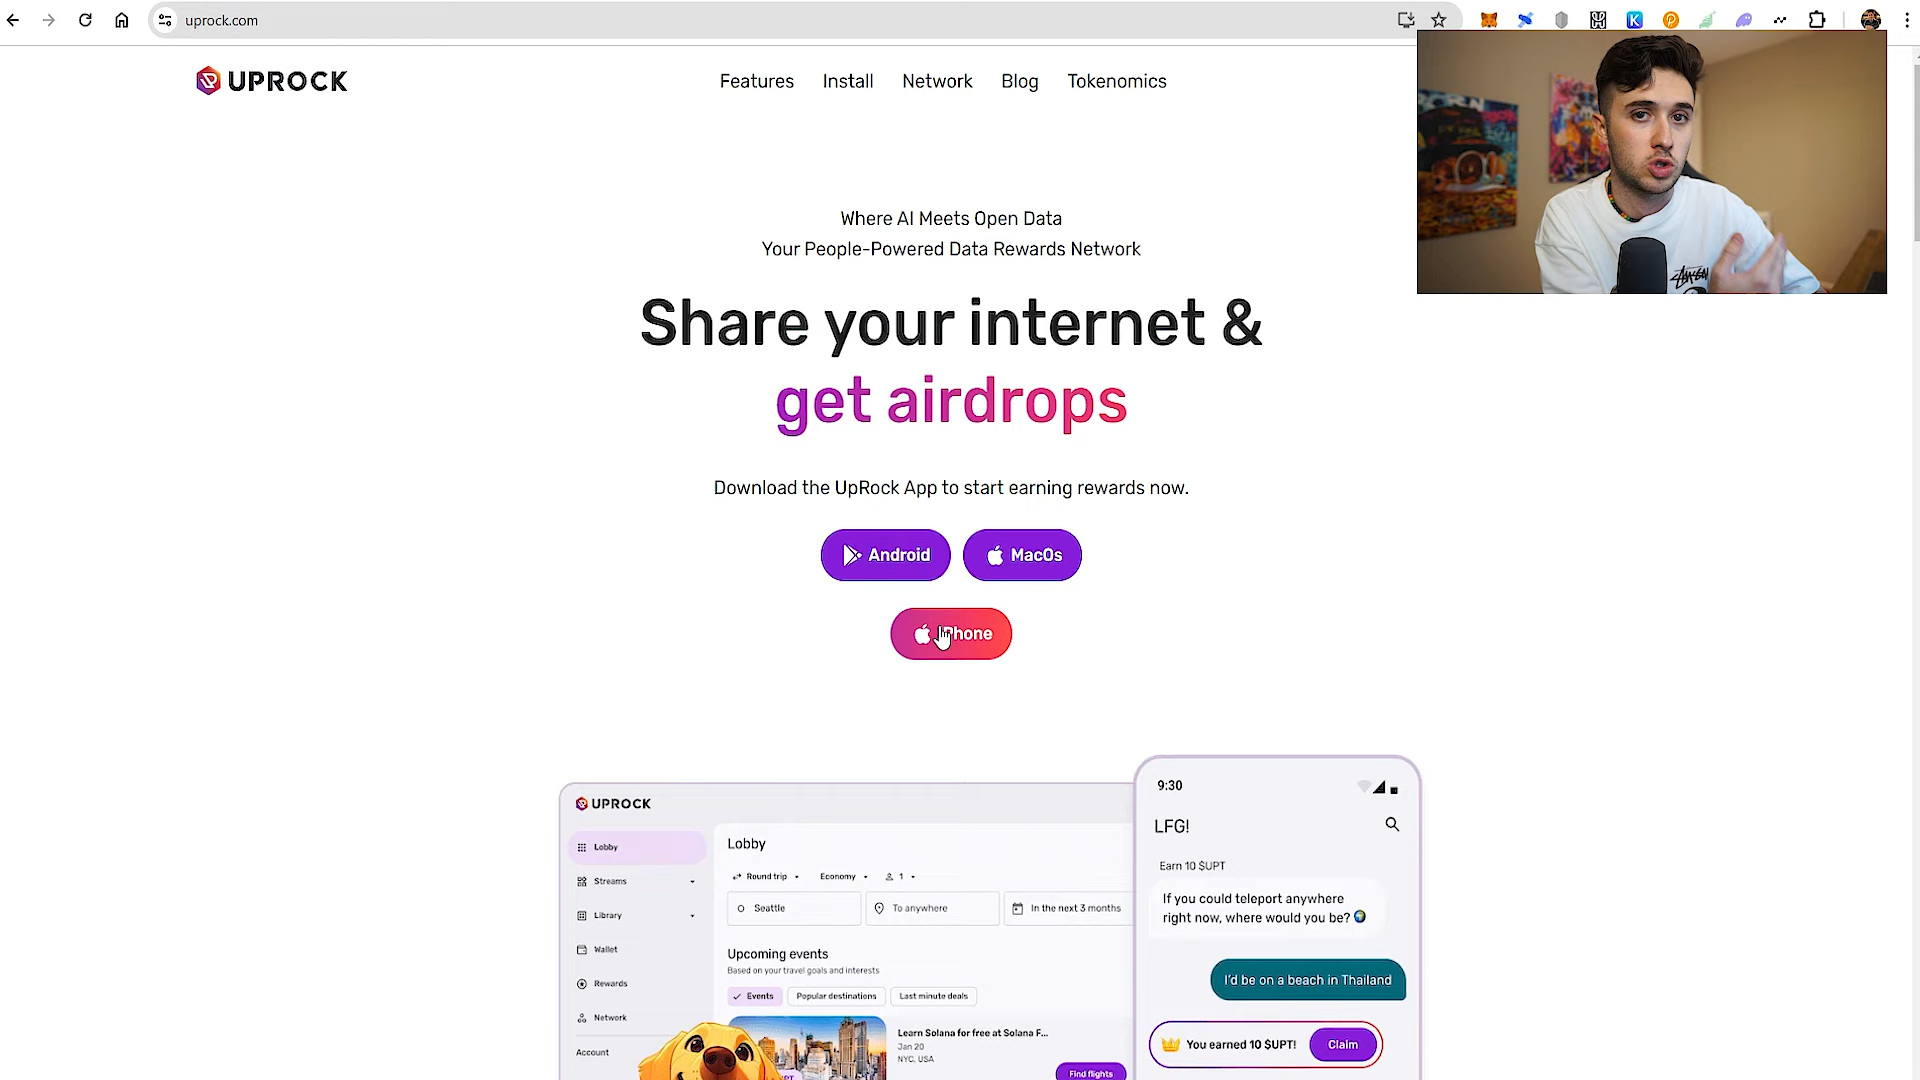 uprock.com
UPROCK
Features
Install
Network
Blog
Tokenomics
Where AI Meets Open Data
Your People-Powered Data Rewards Network
Share your internet &
get airdrops
Download the UpRock App to start earning rewards now.
Android
MacOs
iPhone
UPROCK
Lobby
Streams
Library
Wallet
Rewards
Network
Account
Lobby
Round trip
Economy
1
Seattle
To anywhere
In the next 3 months
Upcoming events
Based on your travel goals and interests
Events
Popular destinations
Last minute deals
Learn Solana for free at Solana F...
Jan 20
NYC, USA
Find flights
9:30
LFG!
Earn 10 $UPT
If you could teleport anywhere
right now, where would you be?
I'd be on a beach in Thailand
You earned 10 $UPT!
Claim